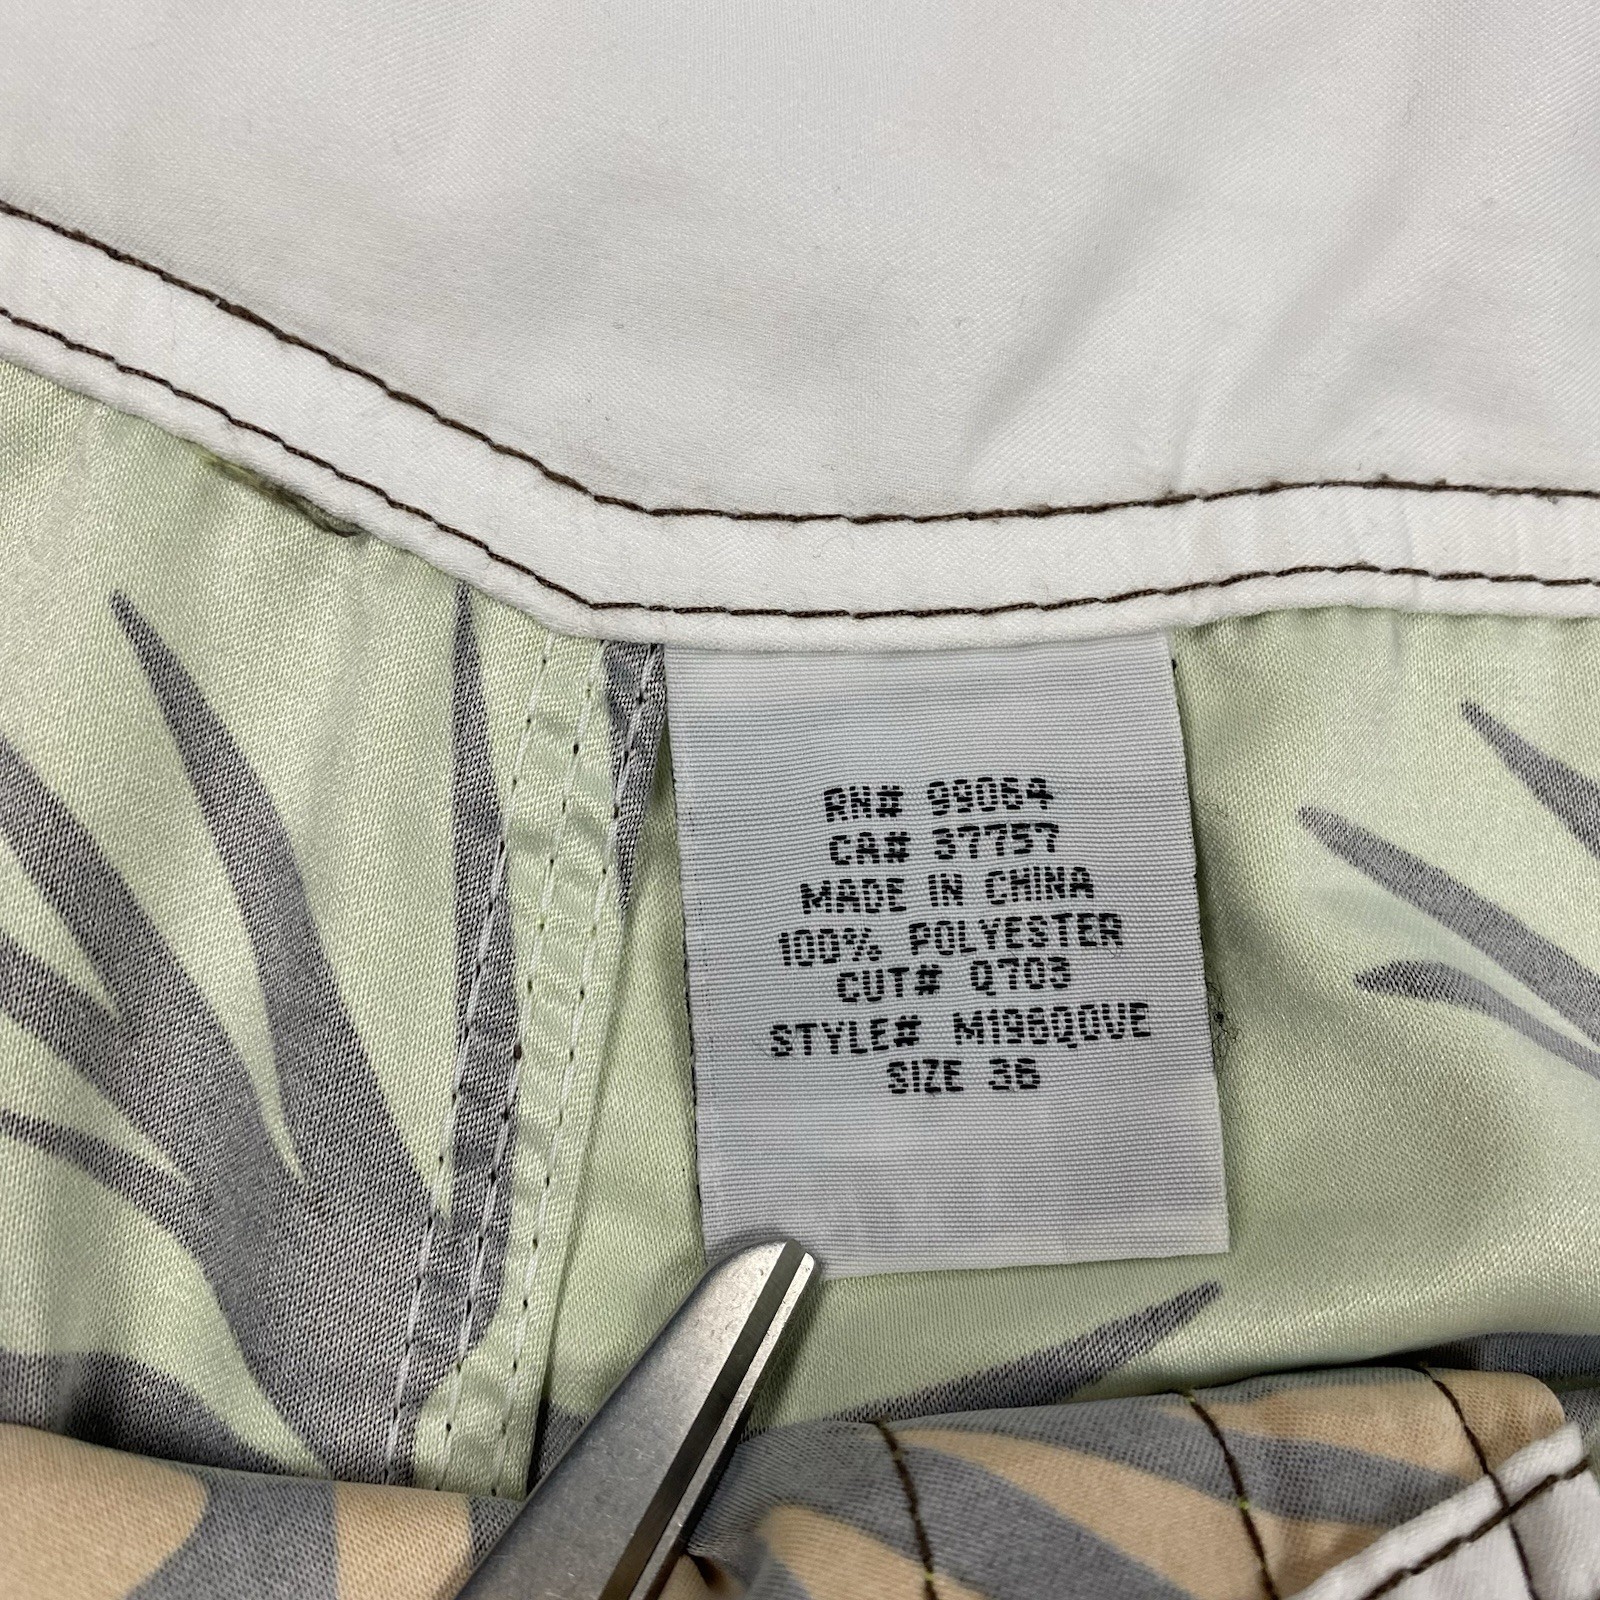 RN# 99064
CA# 37757
MADE IN CHINA
100% POLYESTER
CUT# Q703
STYLE# M196QOVE
SIZE 36